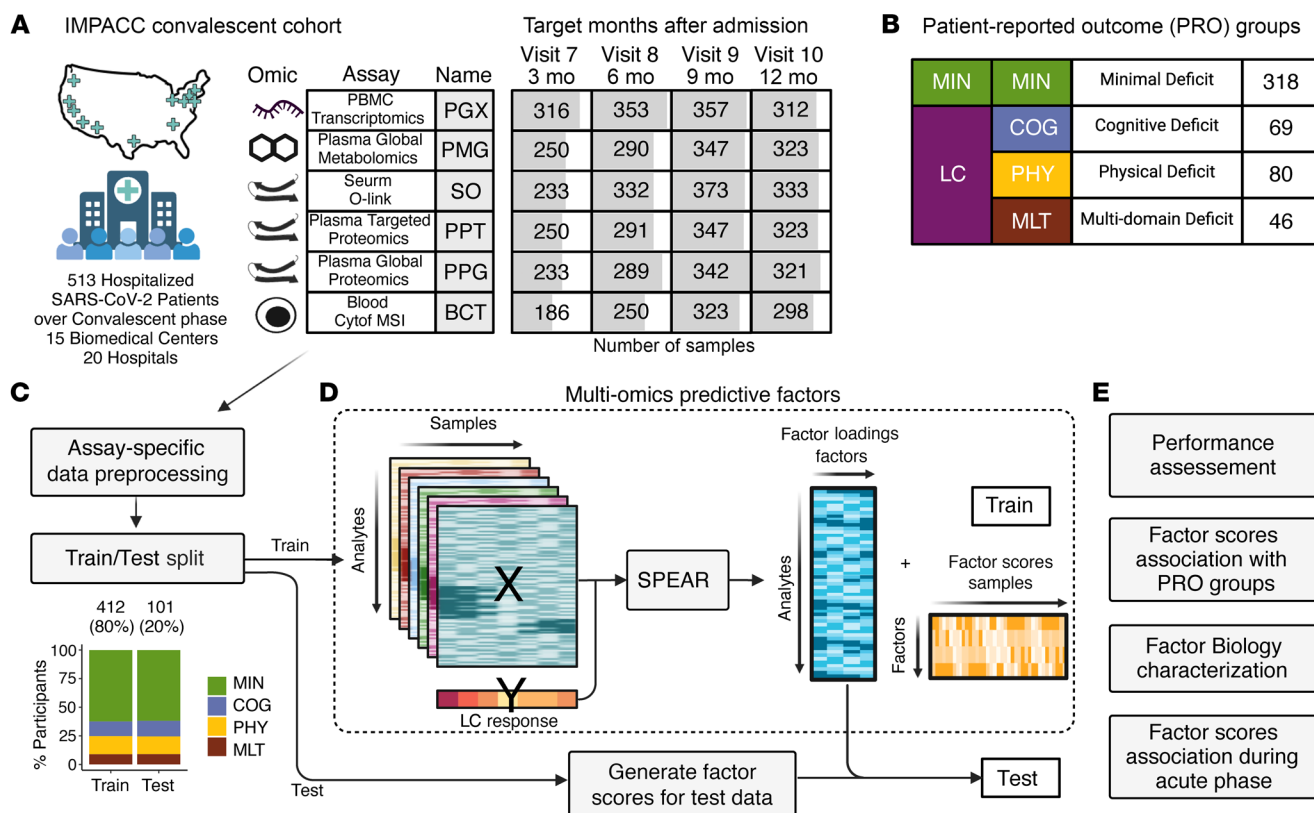 A
IMPACC convalescent cohort
Target months after admission
Omic
Assay
Name
Visit 7
3 mo
Visit 8
6 mo
Visit 9
9 mo
Visit 10
12 mo
PBMC
Transcriptomics
PGX
316
353
357
312
Plasma Global
Metabolomics
PMG
250
290
347
323
Seurm
O-link
SO
233
332
373
333
Plasma Targeted
Proteomics
PPT
250
291
347
323
Plasma Global
Proteomics
PPG
233
289
342
321
Blood
Cytof MSI
BCT
186
250
323
298
Number of samples
513 Hospitalized
SARS-CoV-2 Patients
over Convalescent phase
15 Biomedical Centers
20 Hospitals
B
Patient-reported outcome (PRO) groups
MIN
MIN
Minimal Deficit
318
LC
COG
Cognitive Deficit
69
PHY
Physical Deficit
80
MLT
Multi-domain Deficit
46
C
Assay-specific
data preprocessing
Train/Test split
Train
Test
412
(80%)
101
(20%)
% Participants
100
75
50
25
0
Train
Test
MIN
COG
PHY
MLT
D
Multi-omics predictive factors
Samples
Analytes
X
Y
LC response
SPEAR
Factor loadings
factors
Analytes
+
Train
Factor scores
samples
Factors
Generate factor
scores for test data
Test
E
Performance
assessement
Factor scores
association with
PRO groups
Factor Biology
characterization
Factor scores
association during
acute phase